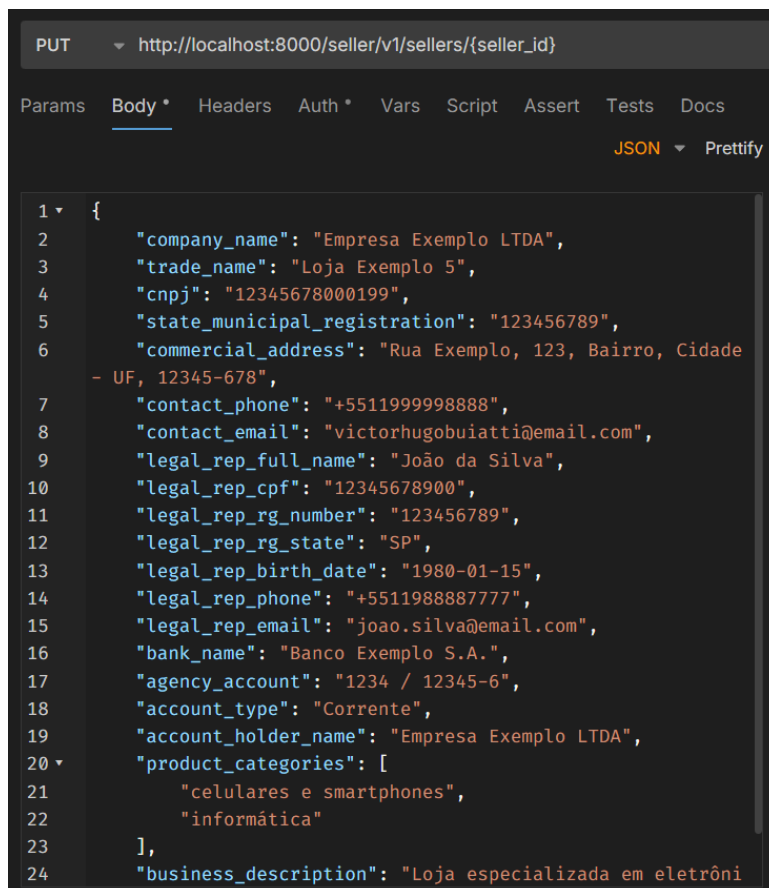 PUT http://localhost:8000/seller/v1/sellers/{seller_id}
Params Body Headers Auth Vars Script Assert Tests Docs
JSON Prettify
1 {
2 "company_name": "Empresa Exemplo LTDA",
3 "trade_name": "Loja Exemplo 5",
4 "cnpj": "12345678000199",
5 "state_municipal_registration": "123456789",
6 "commercial_address": "Rua Exemplo, 123, Bairro, Cidade
- UF, 12345-678",
7 "contact_phone": "+5511999998888",
8 "contact_email": "victorhugobuiatti@email.com",
9 "legal_rep_full_name": "João da Silva",
10 "legal_rep_cpf": "12345678900",
11 "legal_rep_rg_number": "123456789",
12 "legal_rep_rg_state": "SP",
13 "legal_rep_birth_date": "1980-01-15",
14 "legal_rep_phone": "+5511988887777",
15 "legal_rep_email": "joao.silva@email.com",
16 "bank_name": "Banco Exemplo S.A.",
17 "agency_account": "1234 / 12345-6",
18 "account_type": "Corrente",
19 "account_holder_name": "Empresa Exemplo LTDA",
20 "product_categories": [
21 "celulares e smartphones",
22 "informática"
23 ],
24 "business_description": "Loja especializada em eletrôni